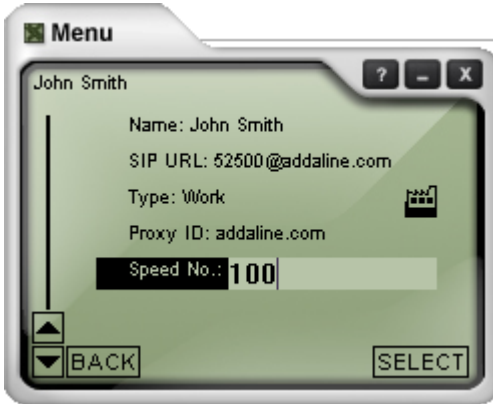 Menu
? – X
John Smith
Name: John Smith
SIP URL: 52500@addaline.com
Type: Work
Proxy ID: addaline.com
Speed No.: 100
BACK SELECT